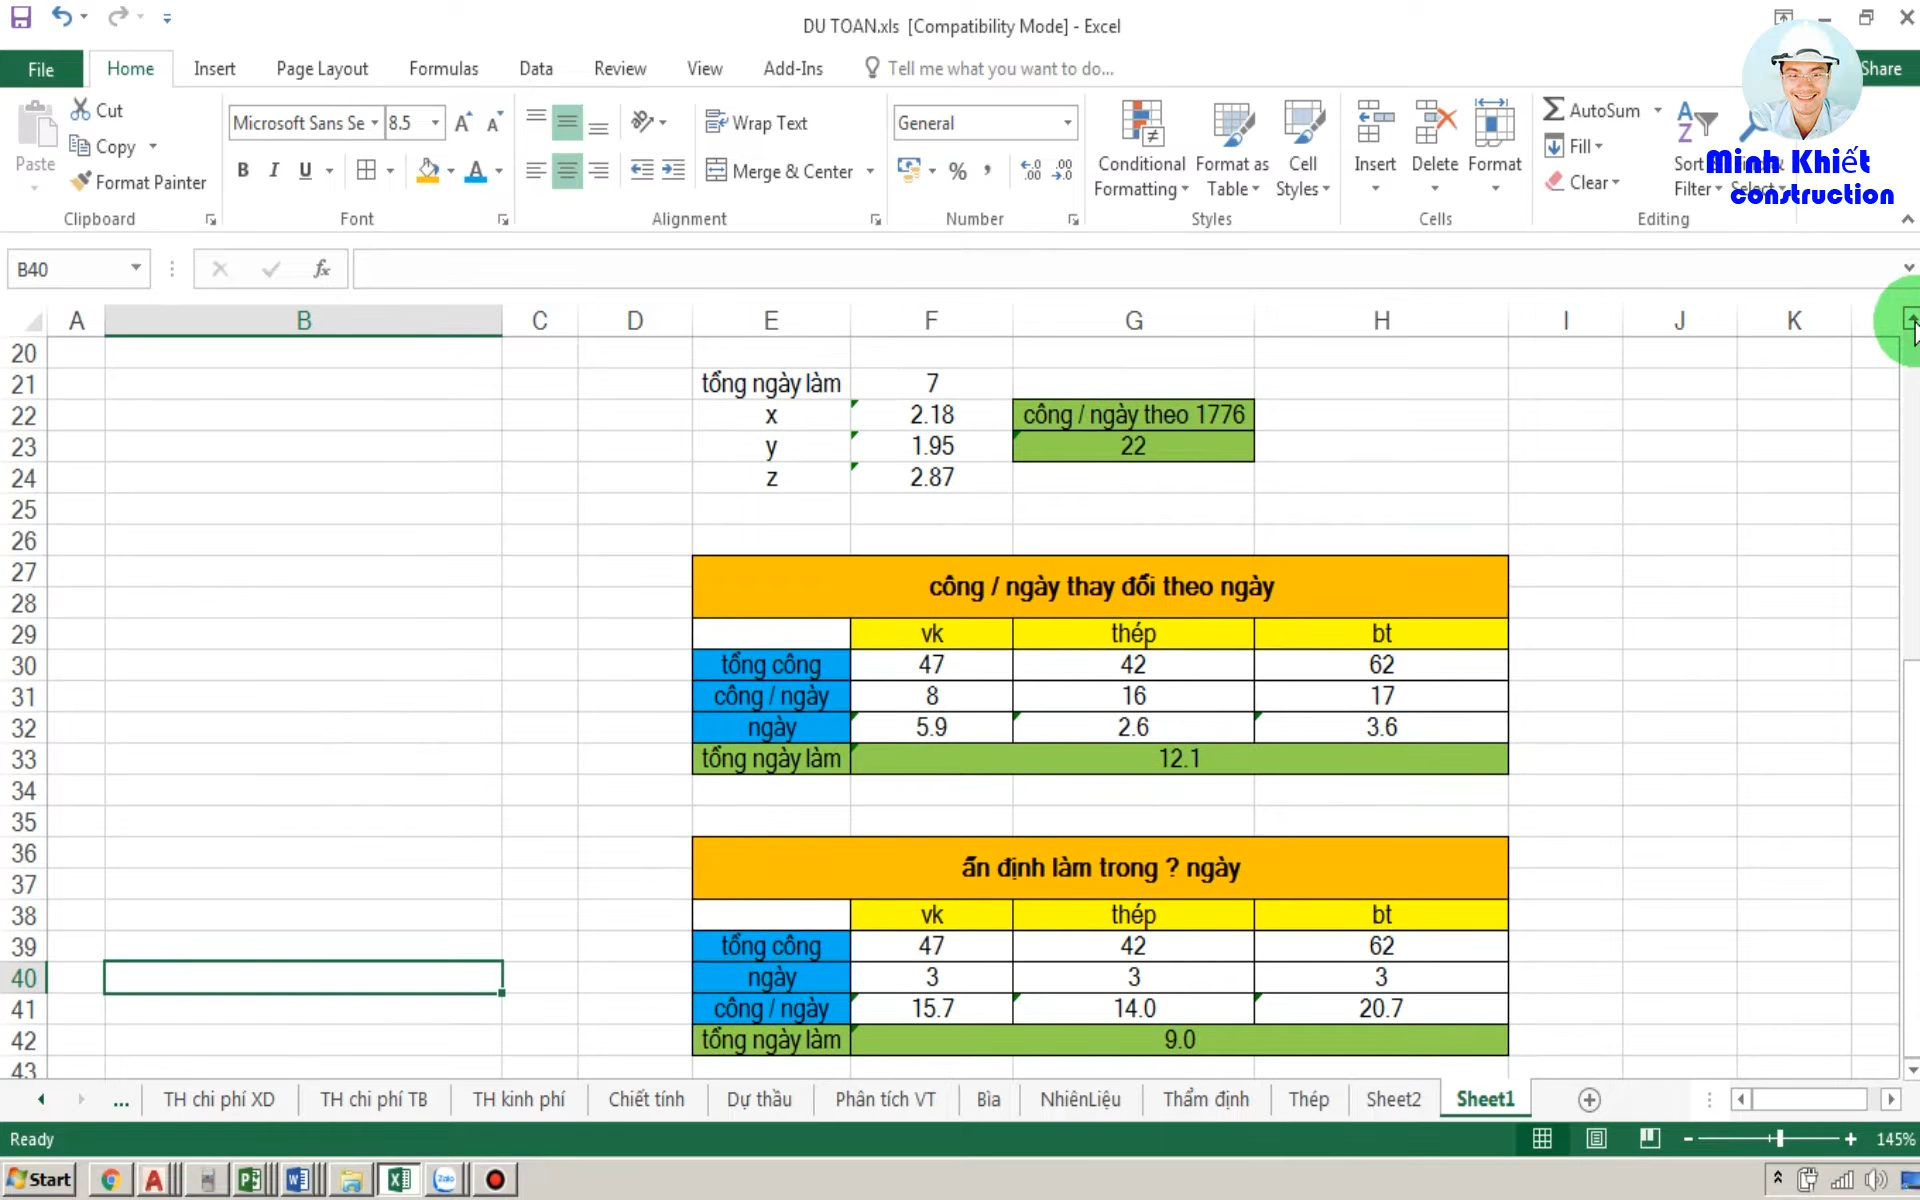 DU TOAN.xls [Compatibility Mode] - Excel
File Home Insert Page Layout Formulas Data Review View Add-Ins Tell me what you want to do... Share
Paste
Cut
Copy
Format Painter
Clipboard
Microsoft Sans Se 8.5
B I U
Font
Wrap Text
Merge & Center
Alignment
General
Number
Conditional Formatting
Format as Table
Cell Styles
Styles
Insert Delete Format
Cells
AutoSum
Fill
Clear
Sort
Filter
Select
Editing
Minh Khiết
construction
B40 fx
A B C D E F G H I J K
20
21 tổng ngày làm 7
22 x 2.18 công / ngày theo 1776
23 y 1.95 22
24 z 2.87
25
26
27
công / ngày thay đổi theo ngày
28
29 vk thép bt
30 tổng công 47 42 62
31 công / ngày 8 16 17
32 ngày 5.9 2.6 3.6
33 tổng ngày làm 12.1
34
35
36
ấn định làm trong ? ngày
37
38 vk thép bt
39 tổng công 47 42 62
40 ngày 3 3 3
41 công / ngày 15.7 14.0 20.7
42 tổng ngày làm 9.0
43
... TH chi phí XD TH chi phí TB TH kinh phí Chiết tính Dự thầu Phân tích VT Bìa NhiênLiệu Thẩm định Thép Sheet2 Sheet1
Ready 145%
Start